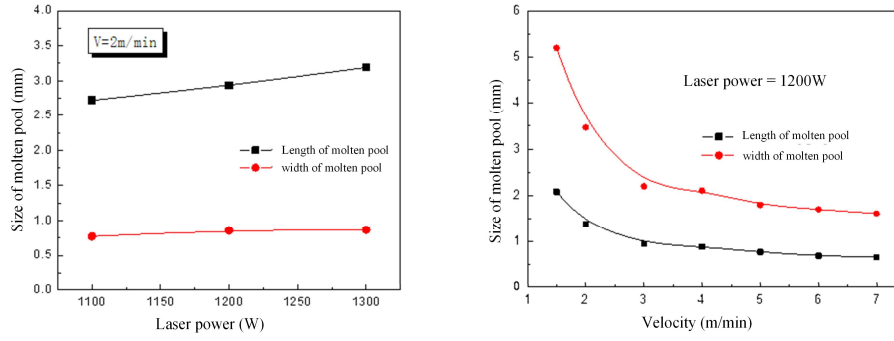 4.0
3.5
3.0
2.5
2.0
1.5
1.0
0.5
0.0
Size of molten pool (mm)
V=2m/min
Length of molten pool
width of molten pool
1100 1150 1200 1250 1300
Laser power (W)
6
5
4
3
2
1
0
Size of molten pool (mm)
Laser power = 1200W
Length of molten pool
width of molten pool
1 2 3 4 5 6 7
Velocity (m/min)